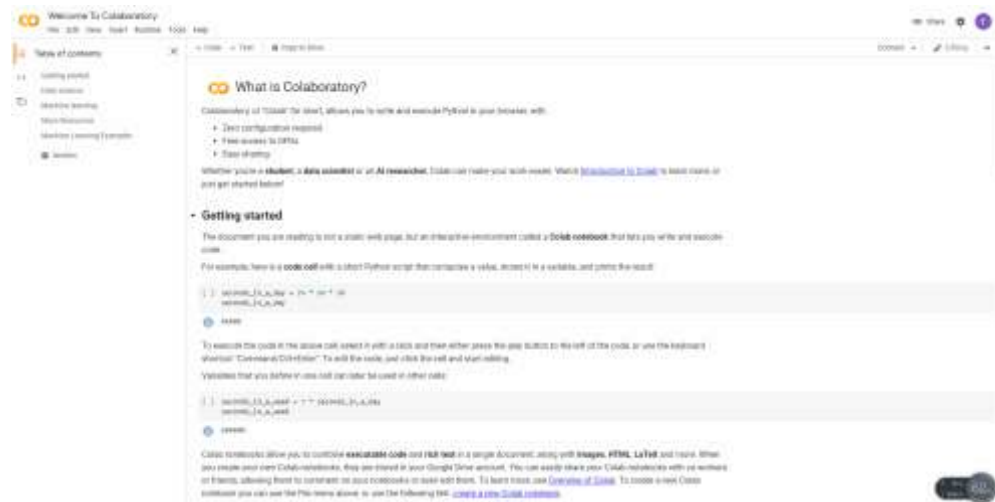 Welcome To Colaboratory
File Edit View Insert Runtime Tools Help
Share
Table of contents
+ Code + Text Copy to Drive
Connect Editing
Getting started
Data science
Machine learning
More Resources
Machine Learning Examples
Section
What is Colaboratory?
Colaboratory, or "Colab" for short, allows you to write and execute Python in your browser, with
Zero configuration required
Free access to GPUs
Easy sharing
Whether you're a student, a data scientist or an AI researcher, Colab can make your work easier. Watch Introduction to Colab to learn more, or
just get started below!
Getting started
The document you are reading is not a static web page, but an interactive environment called a Colab notebook that lets you write and execute
code.
For example, here is a code cell with a short Python script that computes a value, stores it in a variable, and prints the result:
[ ] seconds_in_a_day = 24 * 60 * 60
seconds_in_a_day
86400
To execute the code in the above cell, select it with a click and then either press the play button to the left of the code, or use the keyboard
shortcut "Command/Ctrl+Enter". To edit the code, just click the cell and start editing.
Variables that you define in one cell can later be used in other cells:
[ ] seconds_in_a_week = 7 * seconds_in_a_day
seconds_in_a_week
604800
Colab notebooks allow you to combine executable code and rich text in a single document, along with images, HTML, LaTeX and more. When
you create your own Colab notebooks, they are stored in your Google Drive account. You can easily share your Colab notebooks with co-workers
or friends, allowing them to comment on your notebooks or even edit them. To learn more, see Overview of Colab. To create a new Colab
notebook you can use the File menu above, or use the following link: create a new Colab notebook.